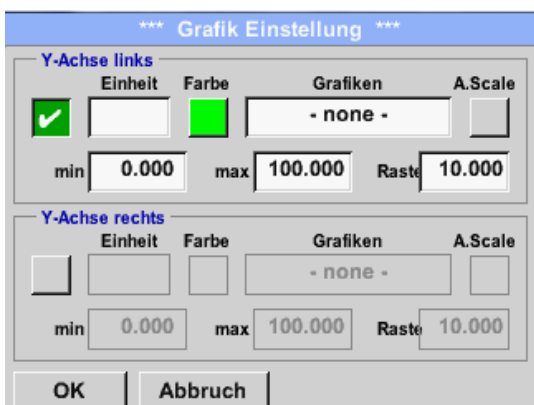 *** Grafik Einstellung ***
Y-Achse links
Einheit Farbe Grafiken A.Scale
- none -
min 0.000 max 100.000 Raste 10.000
Y-Achse rechts
Einheit Farbe Grafiken A.Scale
- none -
min 0.000 max 100.000 Raste 10.000
OK Abbruch